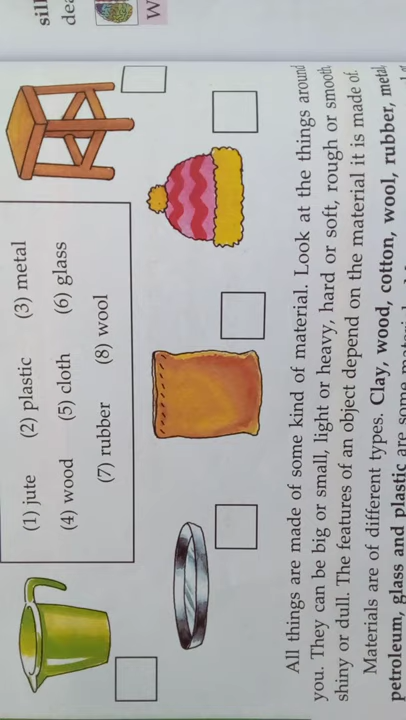 sill
dea
W
(1) jute (2) plastic (3) metal
(4) wood (5) cloth (6) glass
(7) rubber (8) wool
All things are made of some kind of material. Look at the things around
you. They can be big or small, light or heavy, hard or soft, rough or smooth,
shiny or dull. The features of an object depend on the material it is made of.
Materials are of different types. Clay, wood, cotton, wool, rubber, metal,
petroleum, glass and plastic are some